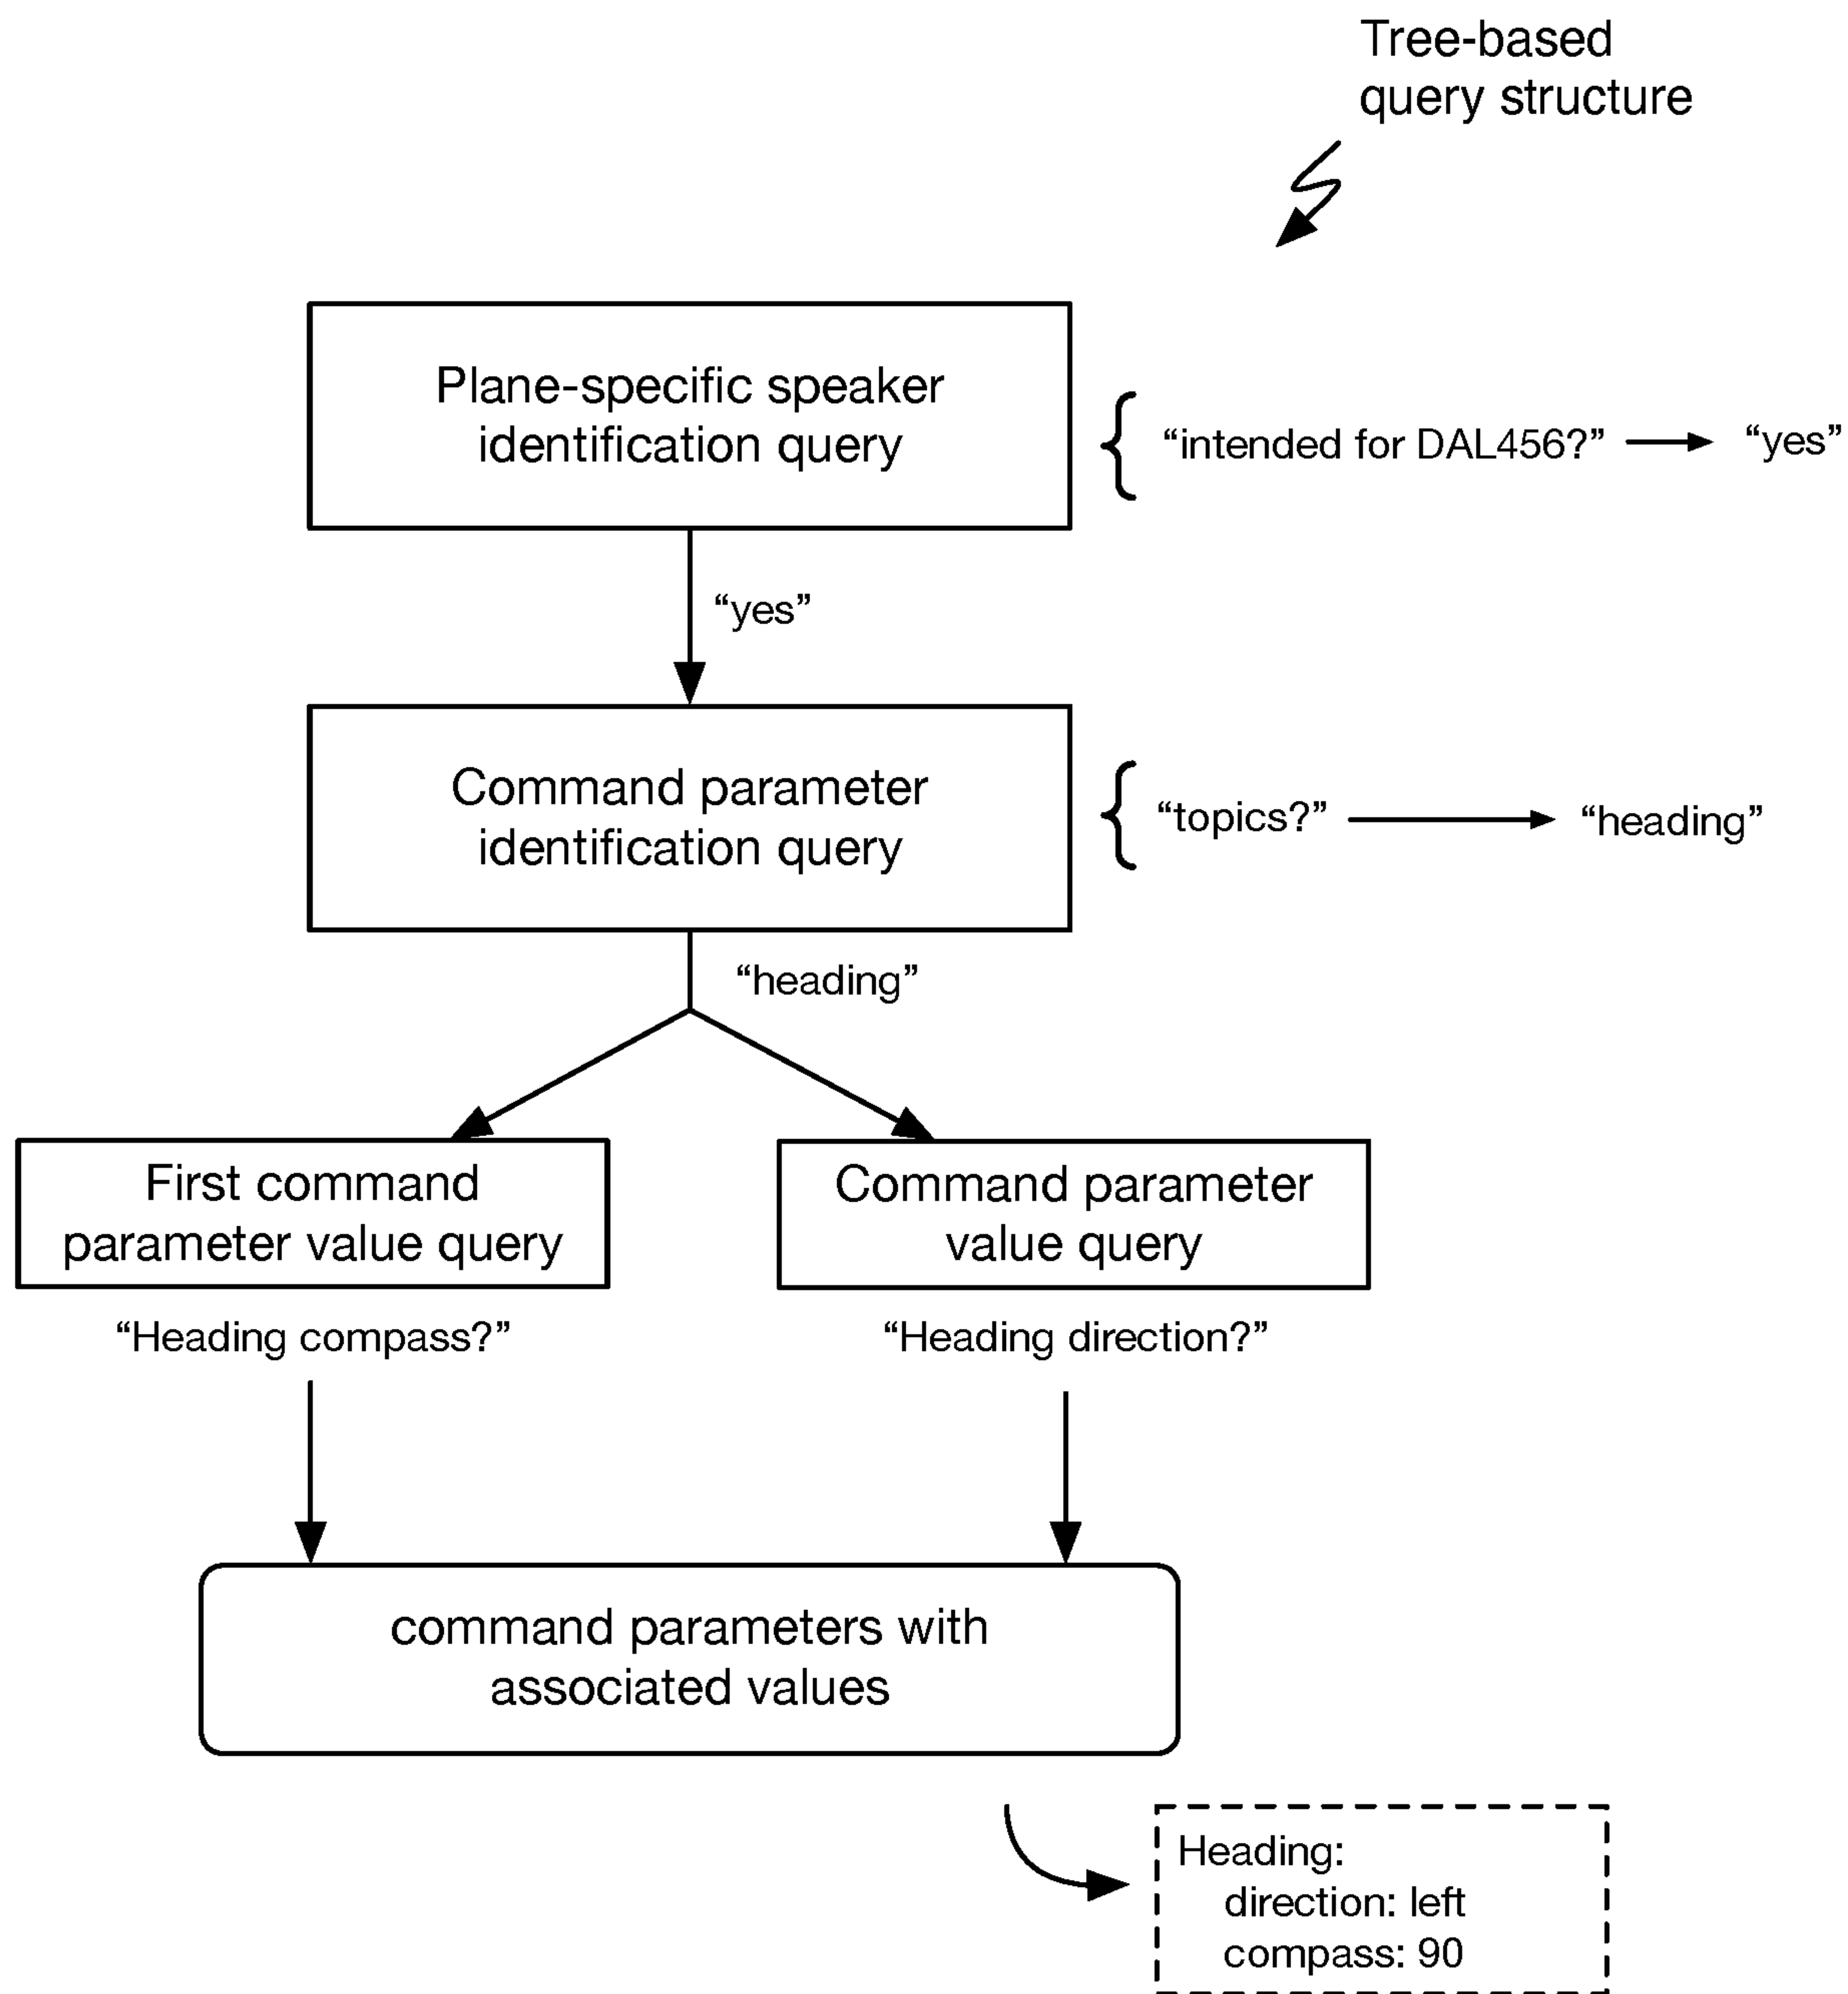 Tree-based
query structure
Plane-specific speaker
identification query
“intended for DAL456?”
“yes”
“yes”
Command parameter
identification query
“topics?”
“heading”
“heading”
First command
parameter value query
Command parameter
value query
“Heading compass?”
“Heading direction?”
command parameters with
associated values
Heading:
direction: left
compass: 90